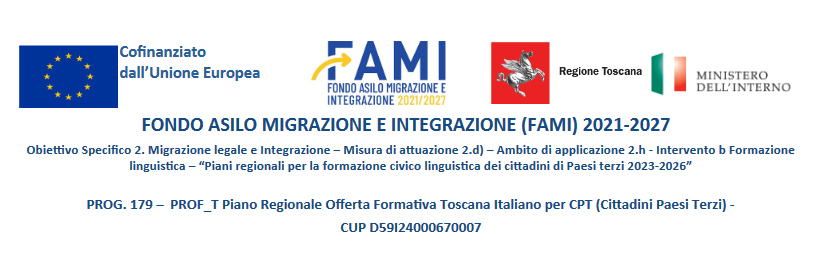 Cofinanziato
dall'Unione Europea
FAMI
FONDO ASILO MIGRAZIONE E
INTEGRAZIONE 2021/2027
Regione Toscana
MINISTERO
DELL'INTERNO
FONDO ASILO MIGRAZIONE E INTEGRAZIONE (FAMI) 2021-2027
Obiettivo Specifico 2. Migrazione legale e Integrazione – Misura di attuazione 2.d) – Ambito di applicazione 2.h - Intervento b Formazione
linguistica – “Piani regionali per la formazione civico linguistica dei cittadini di Paesi terzi 2023-2026”
PROG. 179 – PROF_T Piano Regionale Offerta Formativa Toscana Italiano per CPT (Cittadini Paesi Terzi) -
CUP D59I24000670007